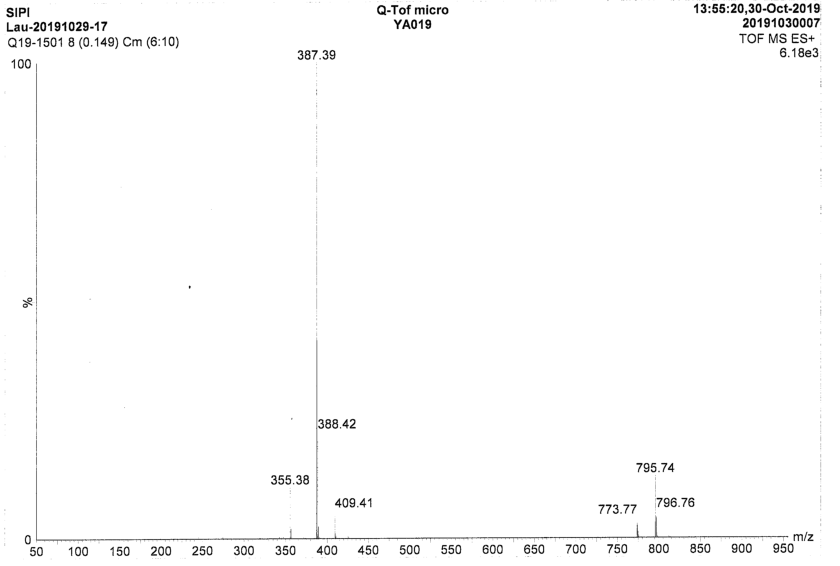 SIPI
Lau-20191029-17
Q19-1501 8 (0.149) Cm (6:10)
Q-Tof micro
YA019
13:55:20,30-Oct-2019
20191030007
TOF MS ES+
6.18e3
100
387.39
%
388.42
355.38
409.41
795.74
773.77
796.76
0
m/z
50 100 150 200 250 300 350 400 450 500 550 600 650 700 750 800 850 900 950